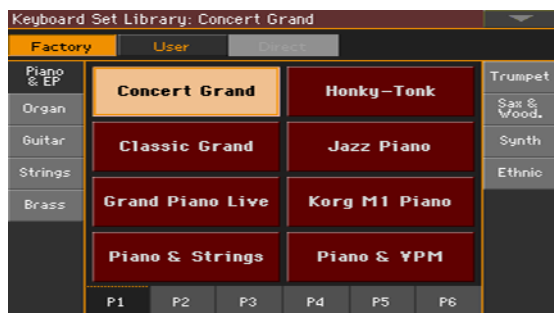 Keyboard Set Library: Concert Grand
Factory
User
Direct
Piano
& EP
Organ
Guitar
Strings
Brass
Concert Grand
Honky-Tonk
Classic Grand
Jazz Piano
Grand Piano Live
Korg M1 Piano
Piano & Strings
Piano & VPM
Trumpet
Sax &
Wood.
Synth
Ethnic
P1
P2
P3
P4
P5
P6